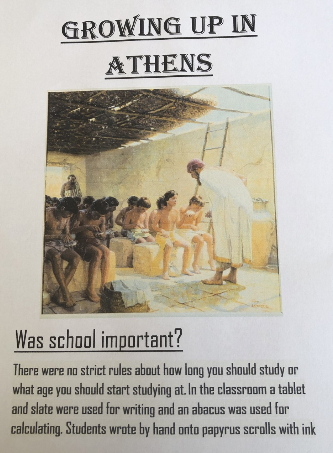 GROWING UP IN
ATHENS
Was school important?
There were no strict rules about how long you should study or
what age you should start studying at. In the classroom a tablet
and slate were used for writing and an abacus was used for
calculating. Students wrote by hand onto papyrus scrolls with ink